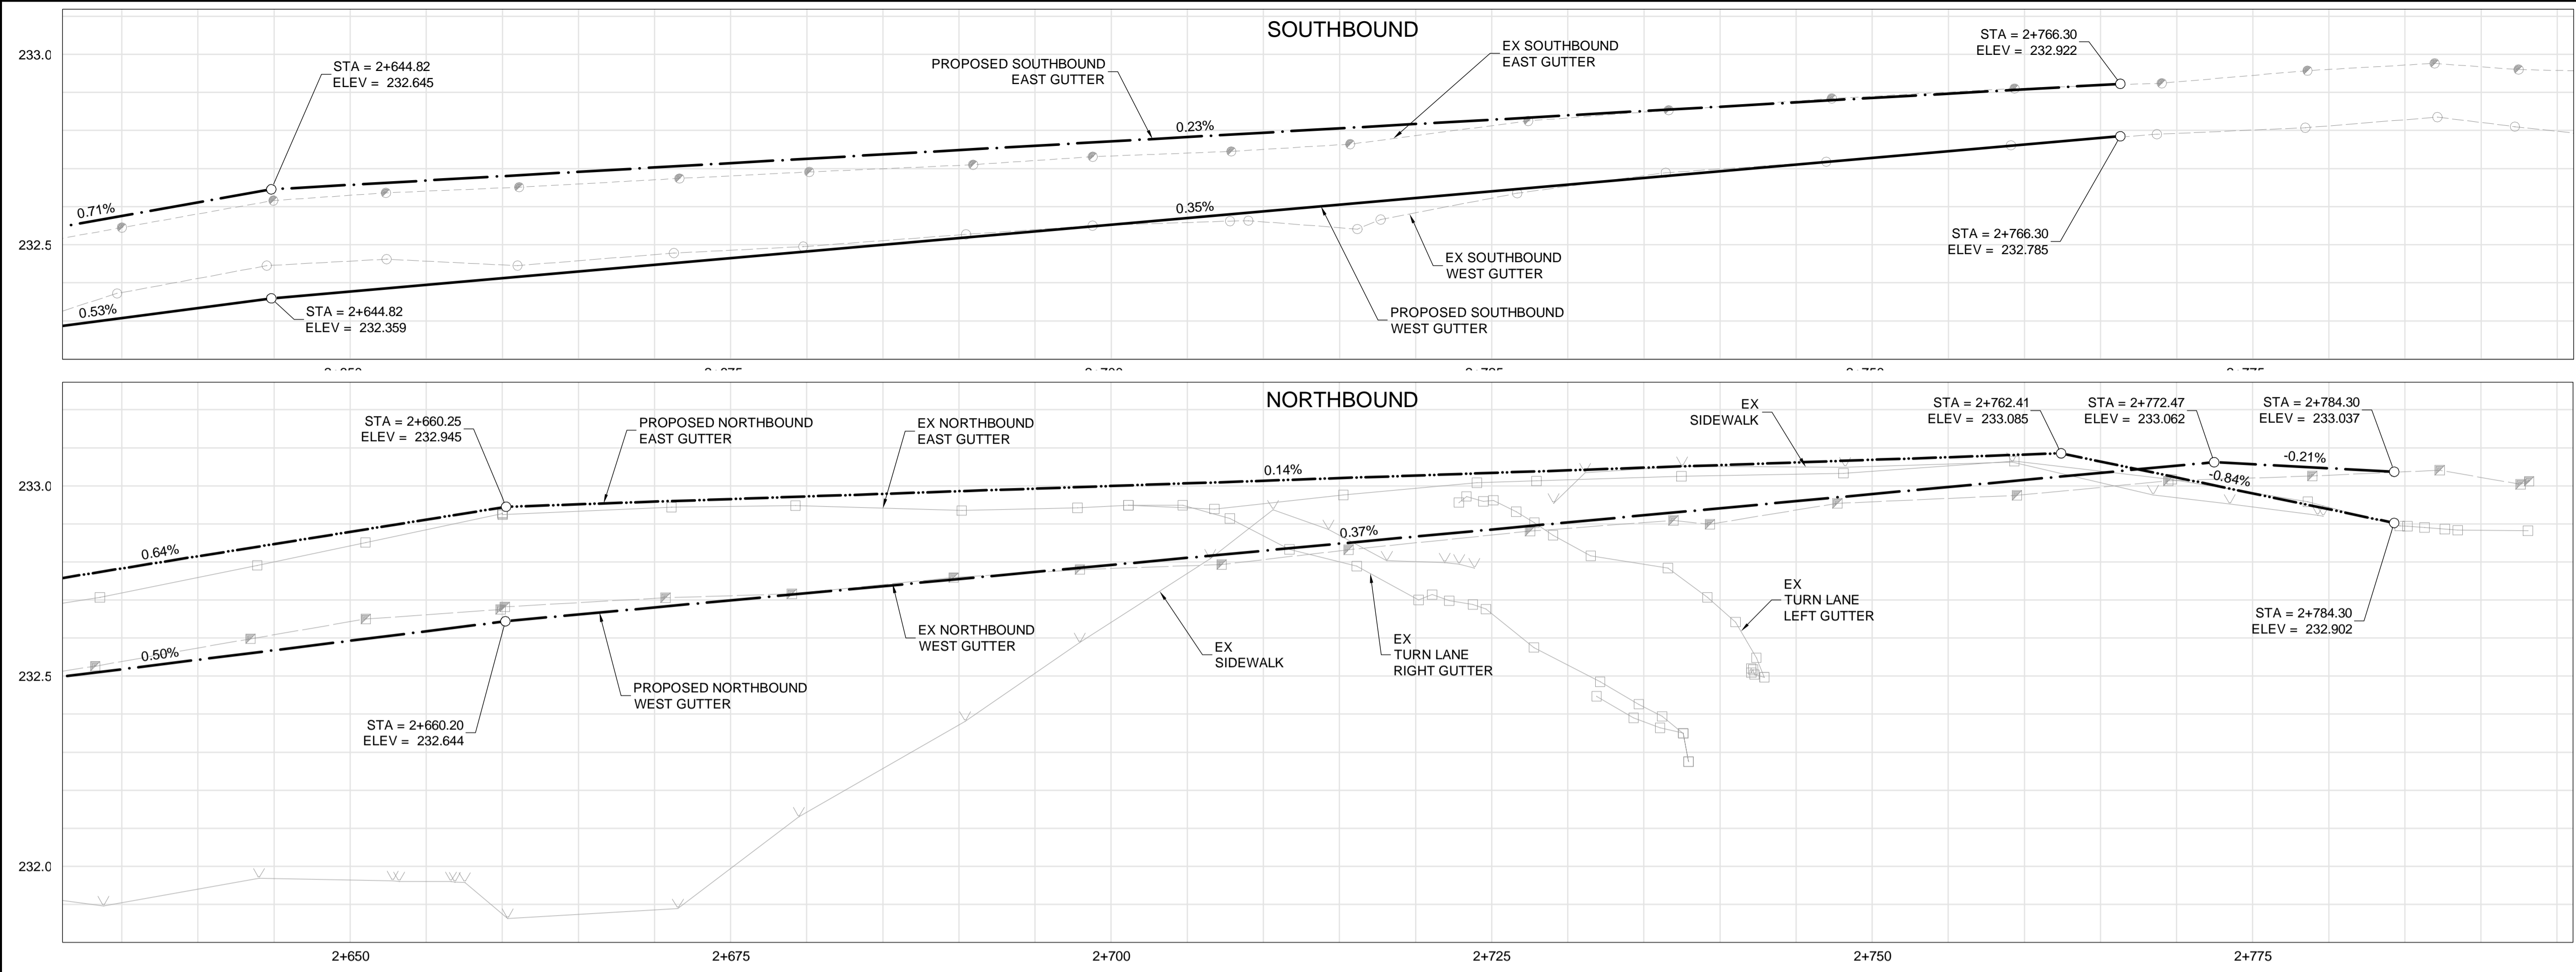 SOUTHBOUND
233.0
232.5
STA = 2+644.82
ELEV = 232.645
PROPOSED SOUTHBOUND
EAST GUTTER
EX SOUTHBOUND
EAST GUTTER
STA = 2+766.30
ELEV = 232.922
0.71%
0.23%
0.35%
0.53%
STA = 2+644.82
ELEV = 232.359
EX SOUTHBOUND
WEST GUTTER
PROPOSED SOUTHBOUND
WEST GUTTER
STA = 2+766.30
ELEV = 232.785
NORTHBOUND
STA = 2+660.25
ELEV = 232.945
PROPOSED NORTHBOUND
EAST GUTTER
EX NORTHBOUND
EAST GUTTER
EX
SIDEWALK
STA = 2+762.41
ELEV = 233.085
STA = 2+772.47
ELEV = 233.062
STA = 2+784.30
ELEV = 233.037
233.0
232.5
232.0
0.64%
0.14%
-0.21%
-0.84%
0.50%
0.37%
STA = 2+660.20
ELEV = 232.644
PROPOSED NORTHBOUND
WEST GUTTER
EX NORTHBOUND
WEST GUTTER
EX
SIDEWALK
EX
TURN LANE
RIGHT GUTTER
EX
TURN LANE
LEFT GUTTER
STA = 2+784.30
ELEV = 232.902
2+650
2+675
2+700
2+725
2+750
2+775